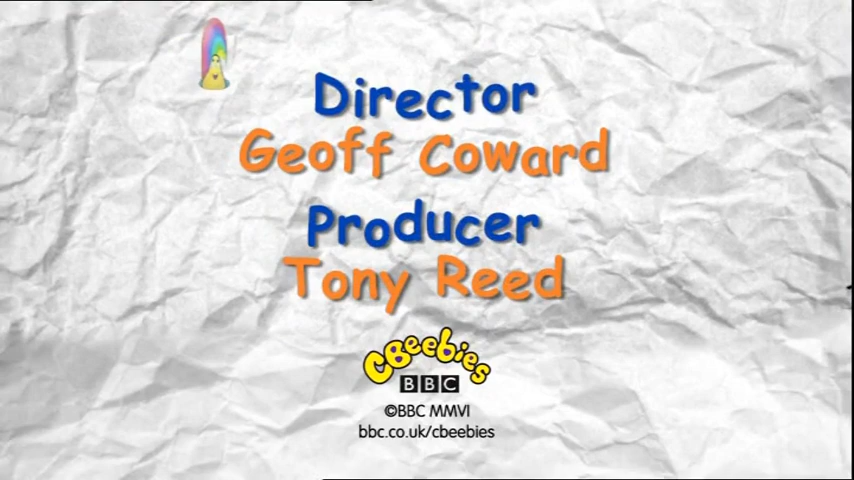 Director
Geoff Coward
Producer
Tony Reed
CBeebies
BBC
©BBC MMVI
bbc.co.uk/cbeebies